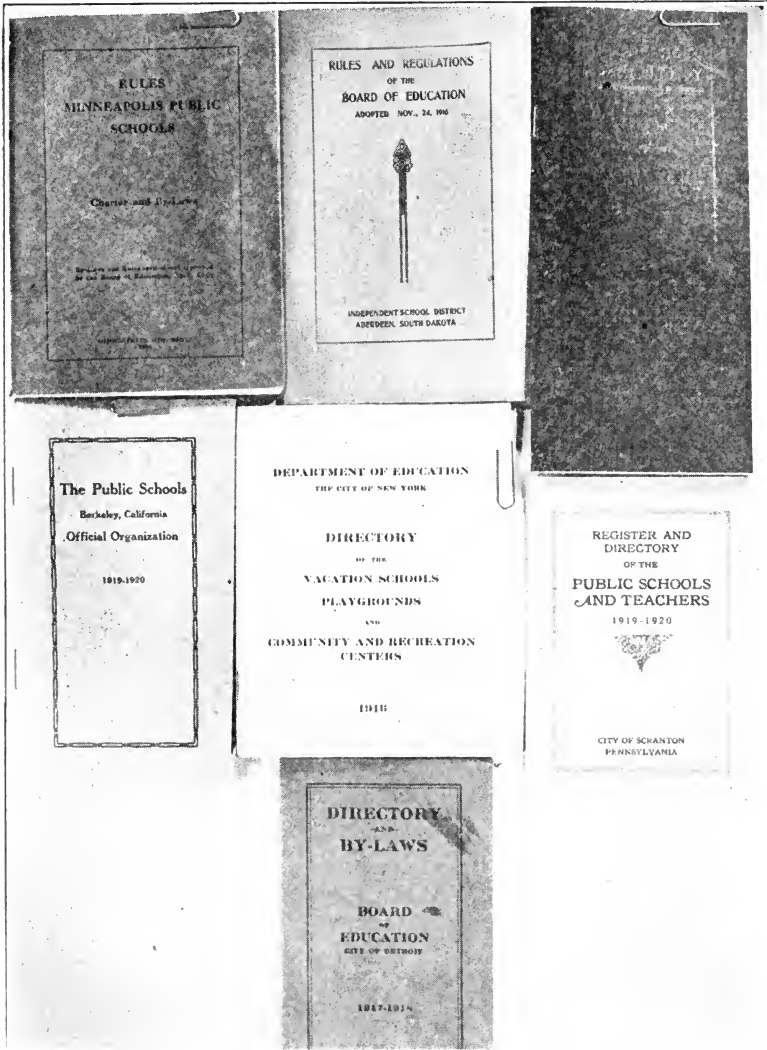 RULES
MINNEAPOLIS PUBLIC
SCHOOLS
Charter and By-Laws
RULES AND REGULATIONS
OF THE
BOARD OF EDUCATION
ADOPTED NOV., 24, 1916
INDEPENDENT SCHOOL DISTRICT
ABERDEEN, SOUTH DAKOTA
The Public Schools
Berkeley, California
Official Organization
1919-1920
DEPARTMENT OF EDUCATION
THE CITY OF NEW YORK
DIRECTORY
OF THE
VACATION SCHOOLS
PLAYGROUNDS
AND
COMMUNITY AND RECREATION
CENTERS
1916
REGISTER AND
DIRECTORY
OF THE
PUBLIC SCHOOLS
AND TEACHERS
1919-1920
CITY OF SCRANTON
PENNSYLVANIA
DIRECTORY
-AND-
BY-LAWS
BOARD
OF
EDUCATION
CITY OF DETROIT
1917-1918